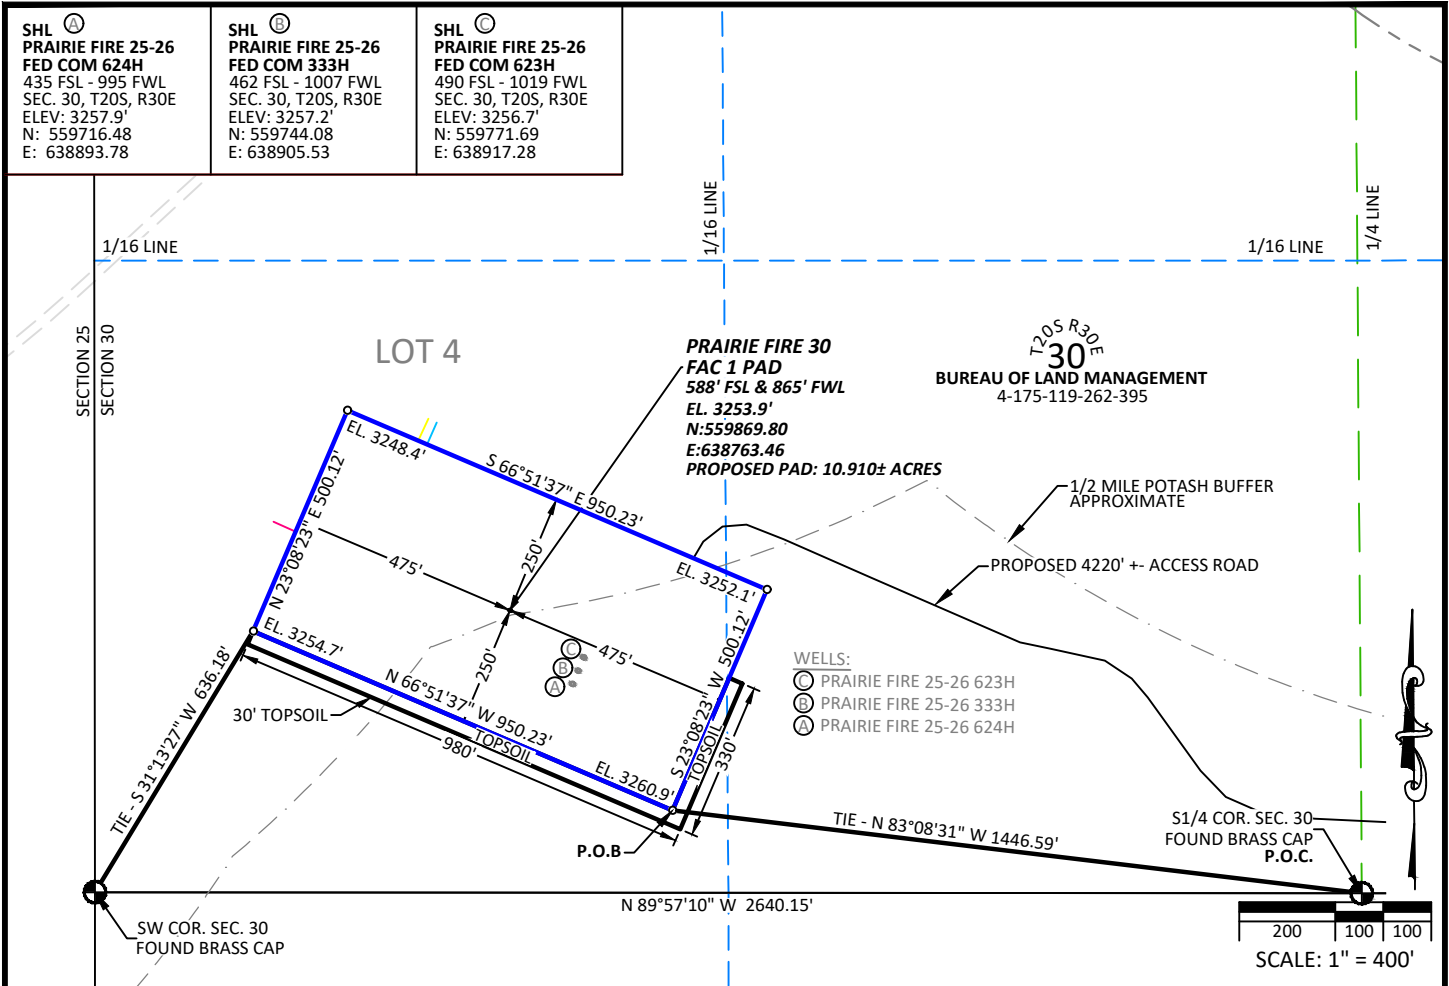 SHL A
PRAIRIE FIRE 25-26
FED COM 624H
435 FSL - 995 FWL
SEC. 30, T20S, R30E
ELEV: 3257.9'
N: 559716.48
E: 638893.78
SHL B
PRAIRIE FIRE 25-26
FED COM 333H
462 FSL - 1007 FWL
SEC. 30, T20S, R30E
ELEV: 3257.2'
N: 559744.08
E: 638905.53
SHL C
PRAIRIE FIRE 25-26
FED COM 623H
490 FSL - 1019 FWL
SEC. 30, T20S, R30E
ELEV: 3256.7'
N: 559771.69
E: 638917.28
1/16 LINE
1/16 LINE
1/16 LINE
1/4 LINE
SECTION 25
SECTION 30
LOT 4
PRAIRIE FIRE 30
FAC 1 PAD
588' FSL & 865' FWL
EL. 3253.9'
N:559869.80
E:638763.46
PROPOSED PAD: 10.910± ACRES
T20S R30E
30
BUREAU OF LAND MANAGEMENT
4-175-119-262-395
1/2 MILE POTASH BUFFER
APPROXIMATE
PROPOSED 4220' +- ACCESS ROAD
EL. 3248.4'
S 66°51'37" E 950.23'
N 23°08'23" E 500.12'
475'
250'
EL. 3252.1'
EL. 3254.7'
250'
475'
C
B
A
S 23°08'23" W 500.12'
N 66°51'37" W 950.23'
TOPSOIL
980'
30' TOPSOIL
EL. 3260.9'
TOPSOIL
330'
WELLS:
C PRAIRIE FIRE 25-26 623H
B PRAIRIE FIRE 25-26 333H
A PRAIRIE FIRE 25-26 624H
TIE - S 31°13'27" W 636.18'
P.O.B
TIE - N 83°08'31" W 1446.59'
S1/4 COR. SEC. 30
FOUND BRASS CAP
P.O.C.
N 89°57'10" W 2640.15'
SW COR. SEC. 30
FOUND BRASS CAP
200 100 100
SCALE: 1" = 400'